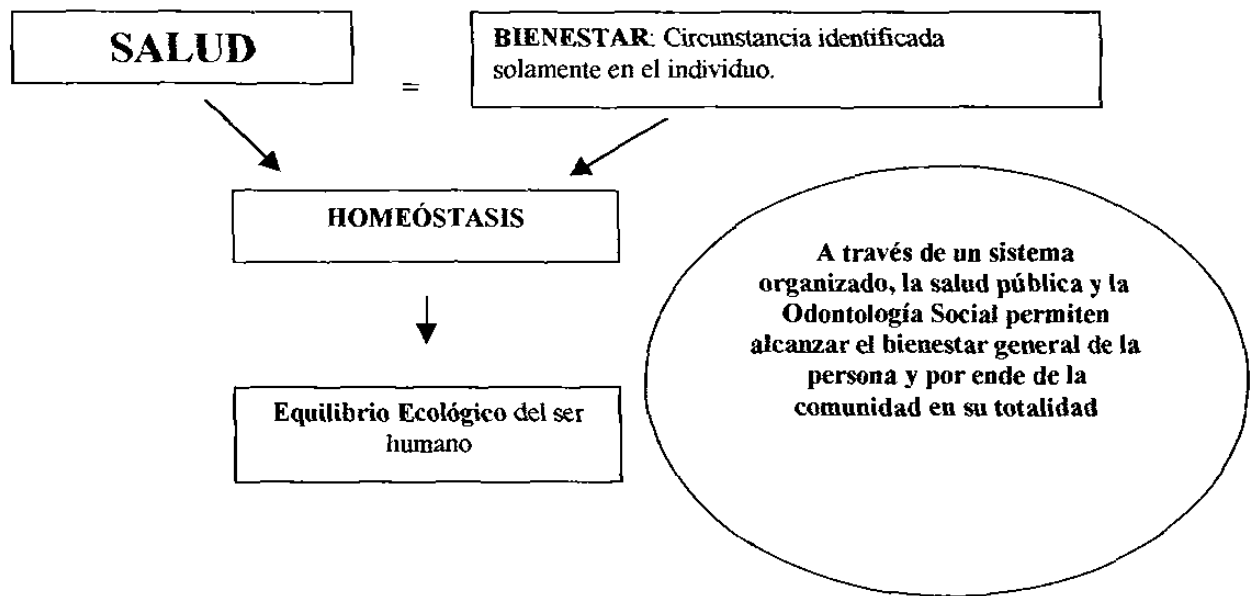 SALUD
=
BIENESTAR: Circunstancia identificada
solamente en el individuo.
HOMEÓSTASIS
Equilibrio Ecológico del ser
humano
A través de un sistema
organizado, la salud pública y la
Odontología Social permiten
alcanzar el bienestar general de la
persona y por ende de la
comunidad en su totalidad